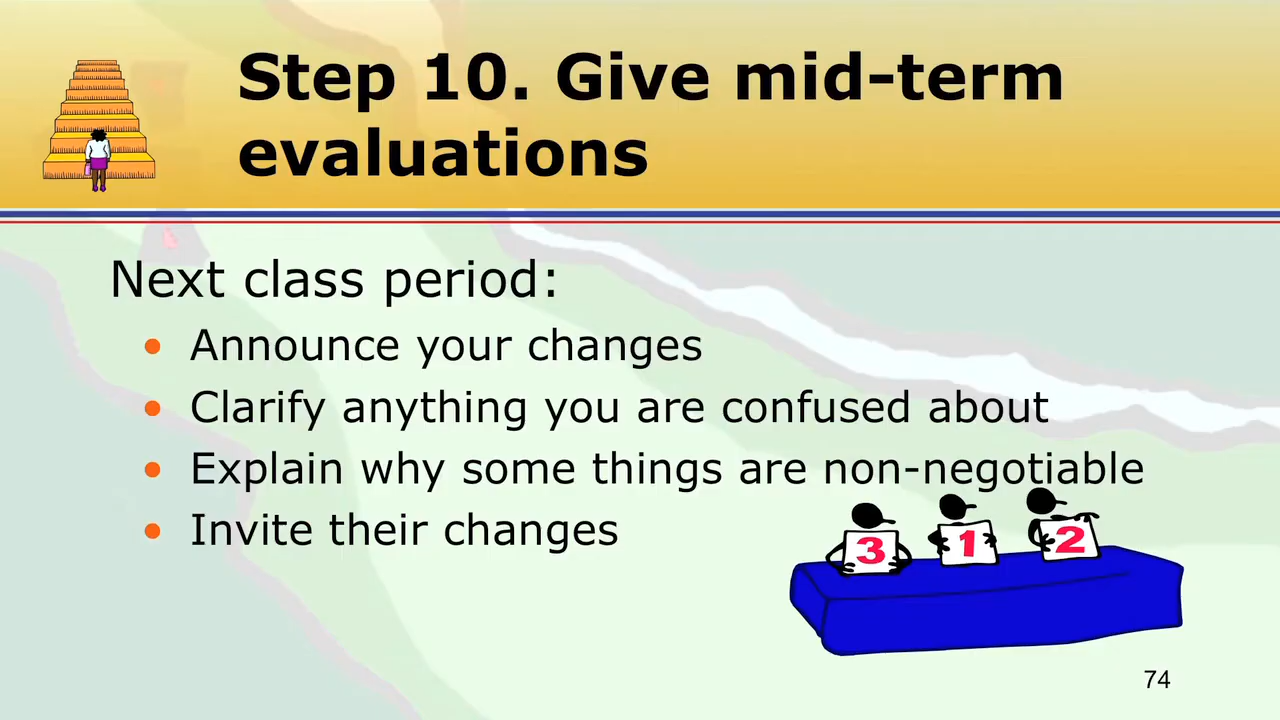 Step 10. Give mid-term
evaluations
Next class period:
• Announce your changes
• Clarify anything you are confused about
• Explain why some things are non-negotiable
• Invite their changes
3 1 2
74